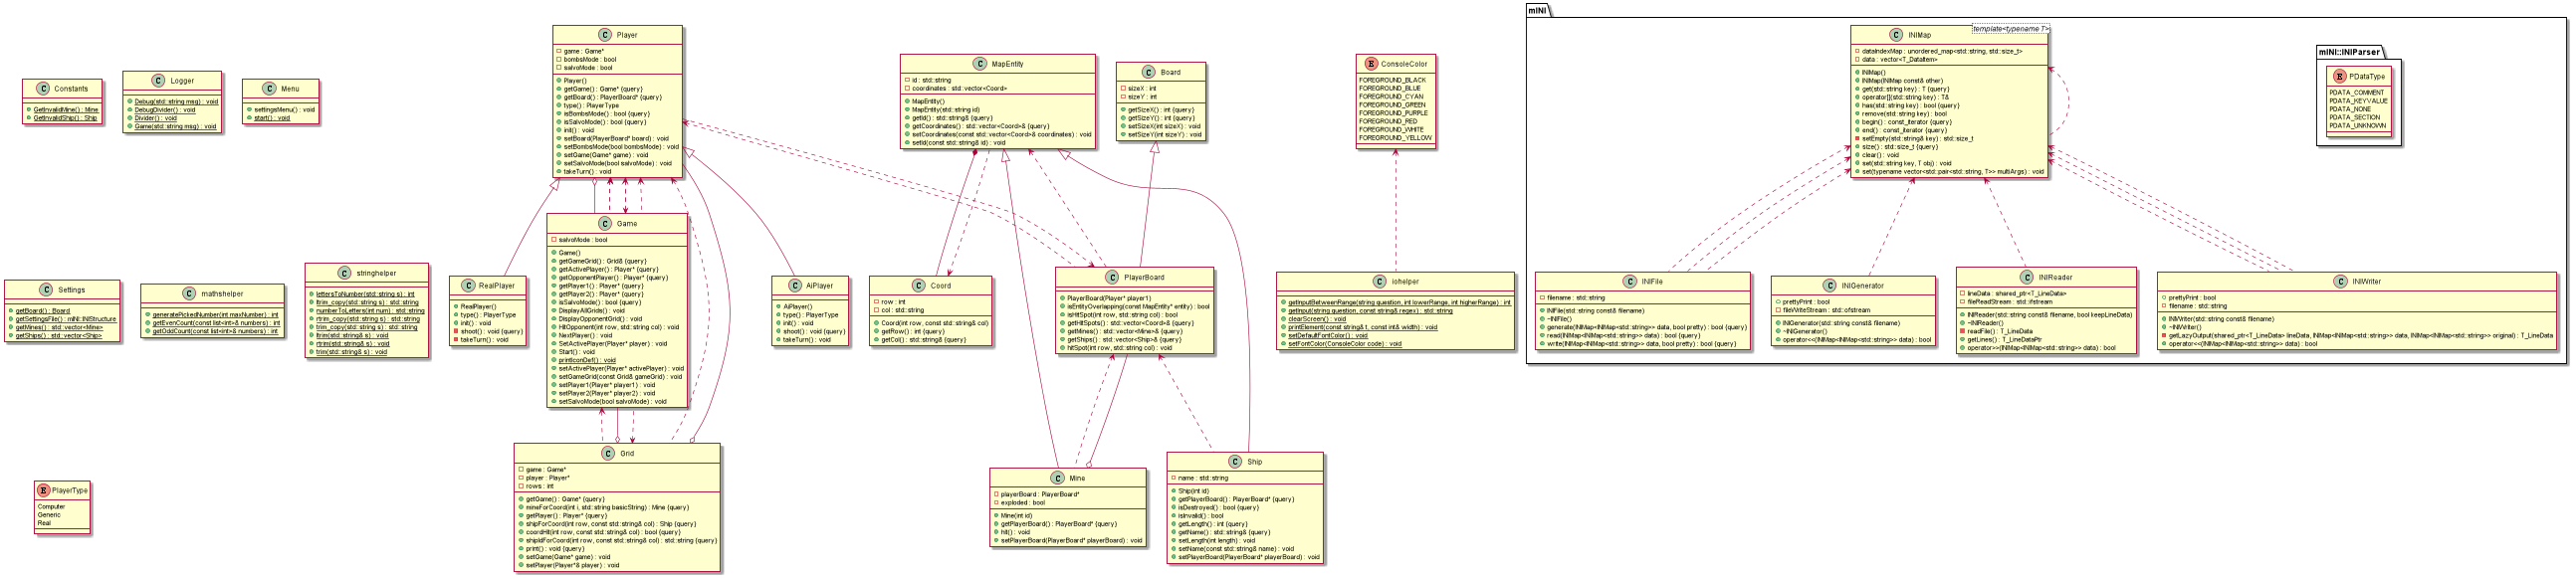 Constants
GetInvalidMine() : Mine
GetInvalidShip() : Ship
Logger
Debug(std::string msg) : void
DebugDivider() : void
Divider() : void
Game(std::string msg) : void
Menu
settingsMenu() : void
start() : void
Player
game : Game*
bombsMode : bool
salvoMode : bool
Player()
getGame() : Game* {query}
getBoard() : PlayerBoard* {query}
type() : PlayerType
isBombsMode() : bool {query}
isSalvoMode() : bool {query}
init() : void
setBoard(PlayerBoard* board) : void
setBombsMode(bool bombsMode) : void
setGame(Game* game) : void
setSalvoMode(bool salvoMode) : void
takeTurn() : void
MapEntity
id : std::string
coordinates : std::vector<Coord>
MapEntity()
MapEntity(std::string id)
getId() : std::string& {query}
getCoordinates() : std::vector<Coord>& {query}
setCoordinates(const std::vector<Coord>& coordinates) : void
setId(const std::string& id) : void
Board
sizeX : int
sizeY : int
getSizeX() : int {query}
getSizeY() : int {query}
setSizeX(int sizeX) : void
setSizeY(int sizeY) : void
ConsoleColor
FOREGROUND_BLACK
FOREGROUND_BLUE
FOREGROUND_CYAN
FOREGROUND_GREEN
FOREGROUND_PURPLE
FOREGROUND_RED
FOREGROUND_WHITE
FOREGROUND_YELLOW
mINI
INIMap
template<typename T>
dataIndexMap : unordered_map<std::string, std::size_t>
data : vector<T_DataItem>
INIMap()
INIMap(INIMap const& other)
get(std::string key) : T {query}
operator[](std::string key) : T&
has(std::string key) : bool {query}
remove(std::string key) : bool
begin() : const_iterator {query}
end() : const_iterator {query}
setEmpty(std::string& key) : std::size_t
size() : std::size_t {query}
clear() : void
set(std::string key, T obj) : void
set(typename vector<std::pair<std::string, T>> multiArgs) : void
mINI::INIParser
PDataType
PDATA_COMMENT
PDATA_KEYVALUE
PDATA_NONE
PDATA_SECTION
PDATA_UNKNOWN
Settings
getBoard() : Board
getSettingsFile() : mINI::INIStructure
getMines() : std::vector<Mine>
getShips() : std::vector<Ship>
mathshelper
generatePickedNumber(int maxNumber) : int
getEvenCount(const list<int>& numbers) : int
getOddCount(const list<int>& numbers) : int
stringhelper
lettersToNumber(std::string s) : int
ltrim_copy(std::string s) : std::string
numberToLetters(int num) : std::string
rtrim_copy(std::string s) : std::string
trim_copy(std::string s) : std::string
ltrim(std::string& s) : void
rtrim(std::string& s) : void
trim(std::string& s) : void
RealPlayer
RealPlayer()
type() : PlayerType
init() : void
shoot() : void {query}
takeTurn() : void
Game
salvoMode : bool
Game()
getGameGrid() : Grid& {query}
getActivePlayer() : Player* {query}
getOpponentPlayer() : Player* {query}
getPlayer1() : Player* {query}
getPlayer2() : Player* {query}
isSalvoMode() : bool {query}
DisplayAllGrids() : void
DisplayOpponentGrid() : void
HitOpponent(int row, std::string col) : void
NextPlayer() : void
SetActivePlayer(Player* player) : void
Start() : void
printIconDef() : void
setActivePlayer(Player* activePlayer) : void
setGameGrid(const Grid& gameGrid) : void
setPlayer1(Player* player1) : void
setPlayer2(Player* player2) : void
setSalvoMode(bool salvoMode) : void
AiPlayer
AiPlayer()
type() : PlayerType
init() : void
shoot() : void {query}
takeTurn() : void
Coord
row : int
col : std::string
Coord(int row, const std::string& col)
getRow() : int {query}
getCol() : std::string& {query}
PlayerBoard
PlayerBoard(Player* player1)
isEntityOverlapping(const MapEntity* entity) : bool
isHitSpot(int row, std::string col) : bool
getHitSpots() : std::vector<Coord>& {query}
getMines() : std::vector<Mine>& {query}
getShips() : std::vector<Ship>& {query}
hitSpot(int row, std::string col) : void
iohelper
getInputBetweenRange(string question, int lowerRange, int higherRange) : int
getInput(string question, const string& regex) : std::string
clearScreen() : void
printElement(const string& t, const int& width) : void
setDefaultFontColor() : void
setFontColor(ConsoleColor code) : void
INIFile
filename : std::string
INIFile(std::string const& filename)
~INIFile()
generate(INIMap<INIMap<std::string>> data, bool pretty) : bool {query}
read(INIMap<INIMap<std::string>> data) : bool {query}
write(INIMap<INIMap<std::string>> data, bool pretty) : bool {query}
INIGenerator
prettyPrint : bool
fileWriteStream : std::ofstream
INIGenerator(std::string const& filename)
~INIGenerator()
operator<<(INIMap<INIMap<std::string>> data) : bool
INIReader
lineData : shared_ptr<T_LineData>
fileReadStream : std::ifstream
INIReader(std::string const& filename, bool keepLineData)
~INIReader()
readFile() : T_LineData
getLines() : T_LineDataPtr
operator>>(INIMap<INIMap<std::string>> data) : bool
INIWriter
prettyPrint : bool
filename : std::string
INIWriter(std::string const& filename)
~INIWriter()
getLazyOutput(shared_ptr<T_LineData> lineData, INIMap<INIMap<std::string>> data, INIMap<INIMap<std::string>> original) : T_LineData
operator<<(INIMap<INIMap<std::string>> data) : bool
PlayerType
Computer
Generic
Real
Grid
game : Game*
player : Player*
rows : int
getGame() : Game* {query}
mineForCoord(int i, std::string basicString) : Mine {query}
getPlayer() : Player* {query}
shipForCoord(int row, const std::string& col) : Ship {query}
coordHit(int row, const std::string& col) : bool {query}
shipIdForCoord(int row, const std::string& col) : std::string {query}
print() : void {query}
setGame(Game* game) : void
setPlayer(Player*& player) : void
Mine
playerBoard : PlayerBoard*
exploded : bool
Mine(int id)
getPlayerBoard() : PlayerBoard* {query}
hit() : void
setPlayerBoard(PlayerBoard* playerBoard) : void
Ship
name : std::string
Ship(int id)
getPlayerBoard() : PlayerBoard* {query}
isDestroyed() : bool {query}
isInvalid() : bool
getLength() : int {query}
getName() : std::string& {query}
setLength(int length) : void
setName(const std::string& name) : void
setPlayerBoard(PlayerBoard* playerBoard) : void